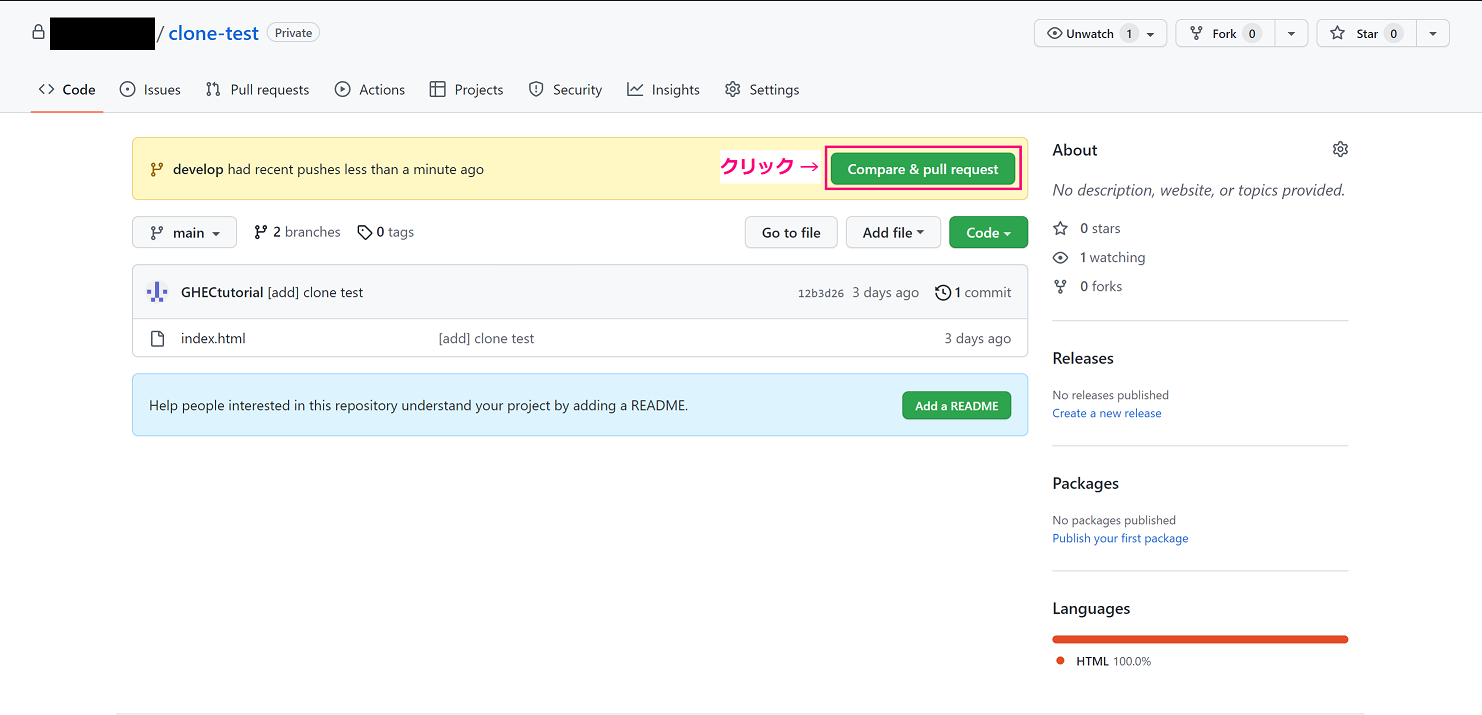 / clone-test Private
Unwatch 1 Fork 0 Star 0
Code Issues Pull requests Actions Projects Security Insights Settings
develop had recent pushes less than a minute ago クリック → Compare & pull request
main 2 branches 0 tags Go to file Add file Code
GHECtutorial [add] clone test 12b3d26 3 days ago 1 commit
index.html [add] clone test 3 days ago
Help people interested in this repository understand your project by adding a README. Add a README
About
No description, website, or topics provided.
0 stars
1 watching
0 forks
Releases
No releases published
Create a new release
Packages
No packages published
Publish your first package
Languages
HTML 100.0%